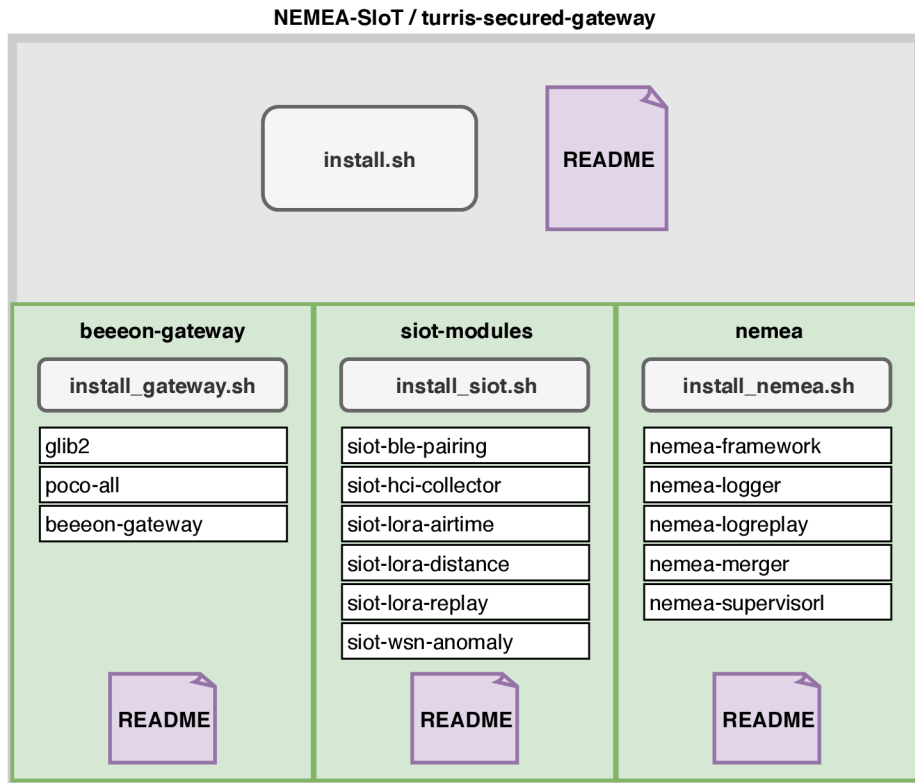 NEMEA-SIoT / turris-secured-gateway
install.sh
README
beeeon-gateway
install_gateway.sh
glib2
poco-all
beeeon-gateway
README
siot-modules
install_siot.sh
siot-ble-pairing
siot-hci-collector
siot-lora-airtime
siot-lora-distance
siot-lora-replay
siot-wsn-anomaly
README
nemea
install_nemea.sh
nemea-framework
nemea-logger
nemea-logreplay
nemea-merger
nemea-supervisorl
README